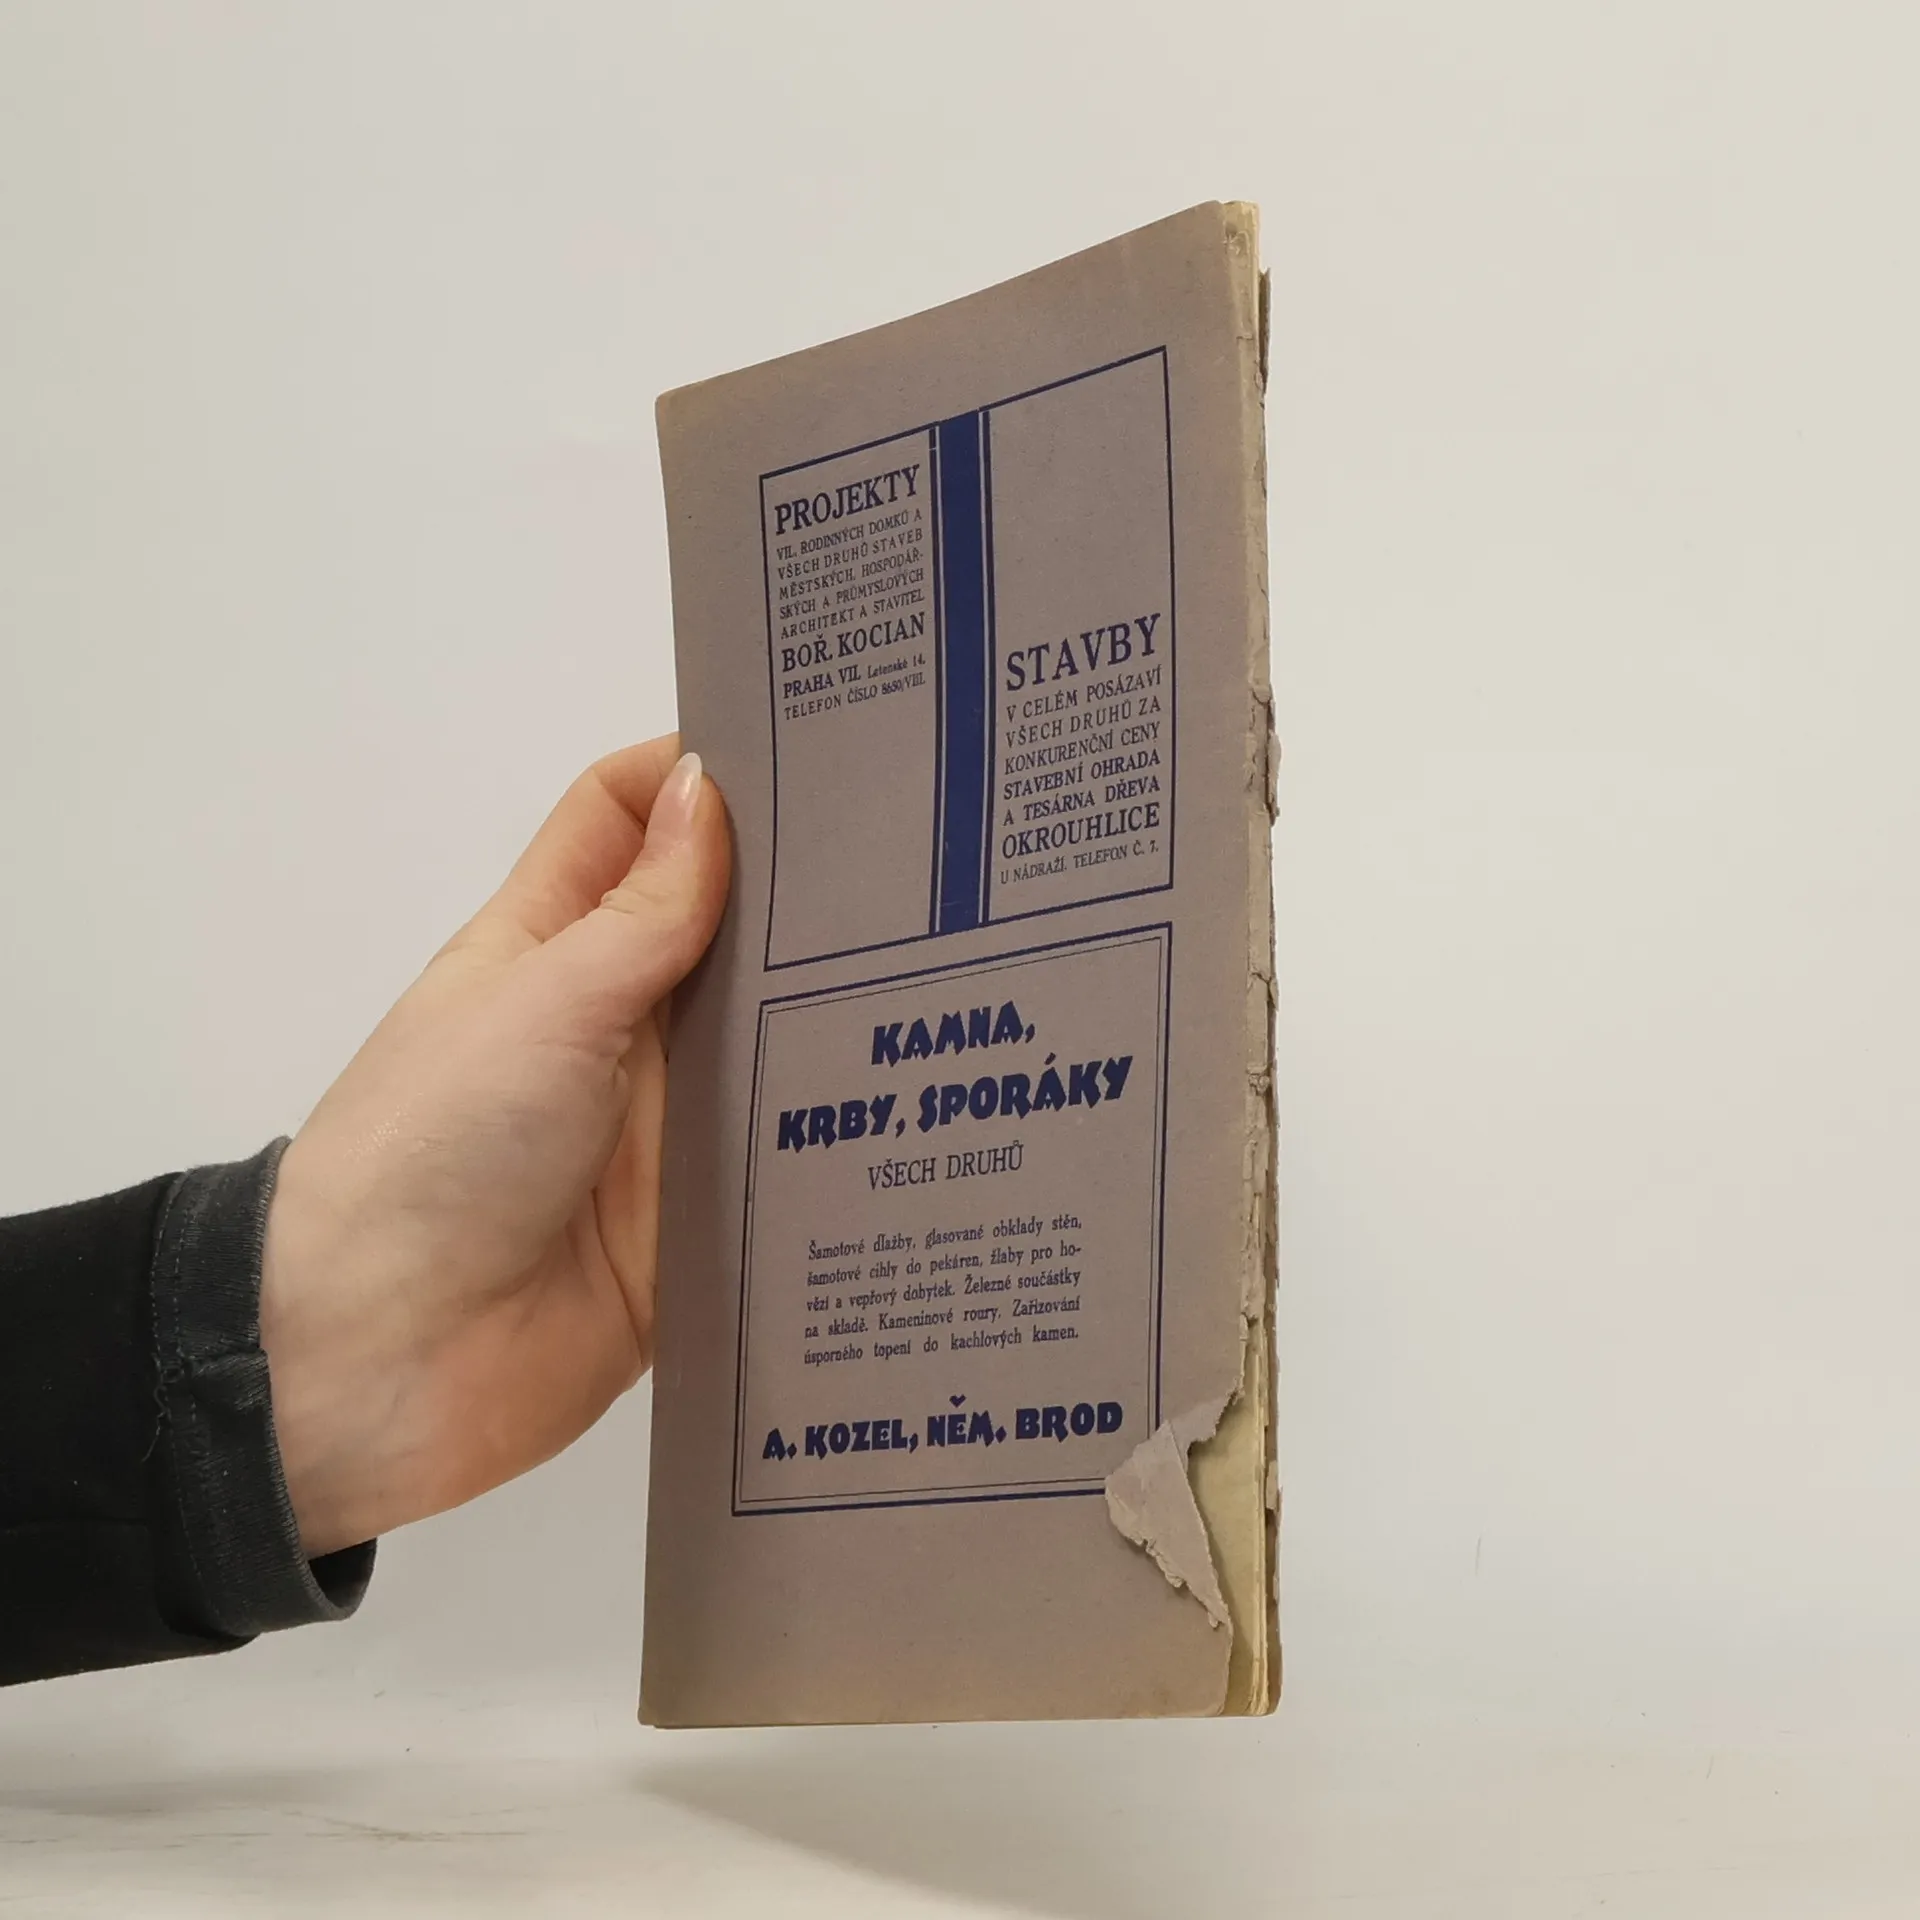 PROJEKTY
VIL, RODINNÝCH DOMKŮ A
VŠECH DRUHŮ STAVEB
MĚSTSKÝCH, HOSPODÁŘ-
SKÝCH A PRŮMYSLOVÝCH
ARCHITEKT A STAVITEL
BOŘ. KOCIAN
PRAHA VII. Letenská 14.
TELEFON ČÍSLO 8650/VIII.
STAVBY
V CELÉM POSÁZAVÍ
VŠECH DRUHŮ ZA
KONKURENČNÍ CENY
STAVEBNÍ OHRADA
A TESÁRNA DŘEVA
OKROUHLICE
U NÁDRAŽÍ. TELEFON Č. 7.
KAMNA,
KRBY, SPORÁKY
VŠECH DRUHŮ
Šamotové dlažby, glasované obklady stěn,
šamotové cihly do pekáren, žlaby pro ho-
vězí a vepřový dobytek. Železné součástky
na skladě. Kameninové roury. Zařizování
úsporného topení do kachlových kamen.
A. KOZEL, NĚM. BROD